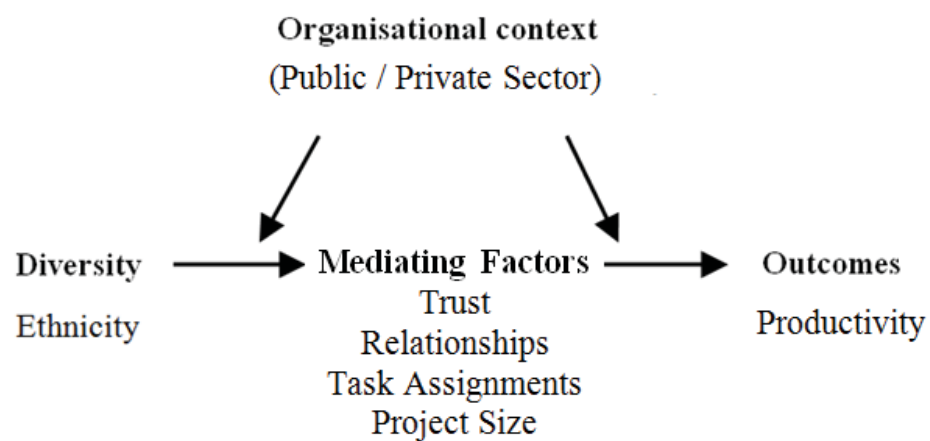 Organisational context
(Public / Private Sector)
Diversity
Mediating Factors
Outcomes
Ethnicity
Trust
Productivity
Relationships
Task Assignments
Project Size